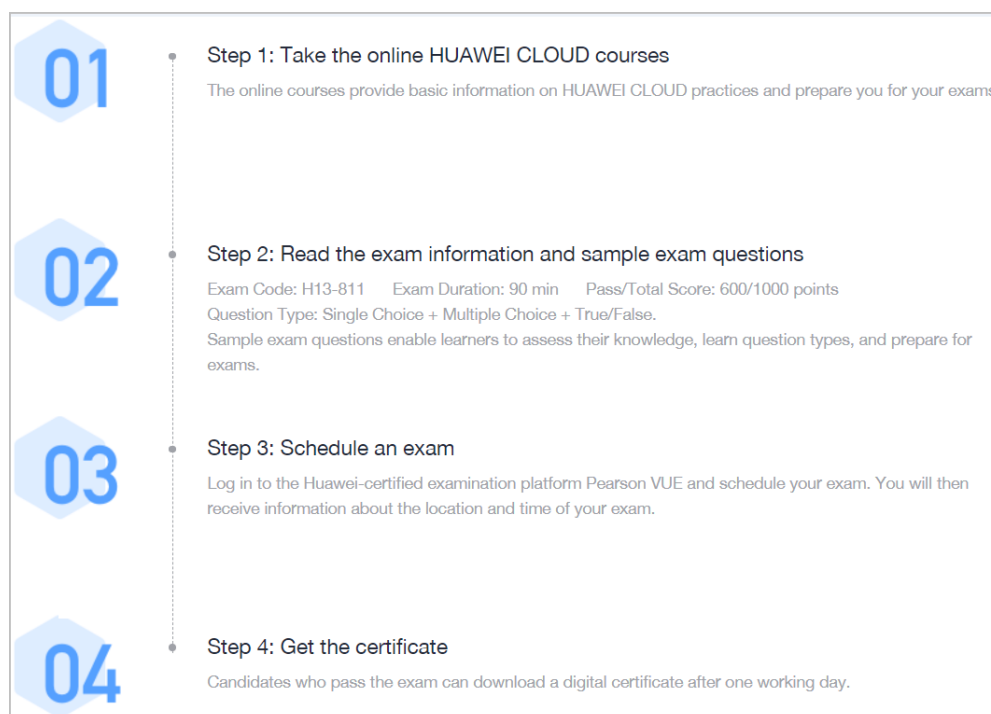 01
Step 1: Take the online HUAWEI CLOUD courses
The online courses provide basic information on HUAWEI CLOUD practices and prepare you for your exams
02
Step 2: Read the exam information and sample exam questions
Exam Code: H13-811 Exam Duration: 90 min Pass/Total Score: 600/1000 points
Question Type: Single Choice + Multiple Choice + True/False.
Sample exam questions enable learners to assess their knowledge, learn question types, and prepare for
exams.
03
Step 3: Schedule an exam
Log in to the Huawei-certified examination platform Pearson VUE and schedule your exam. You will then
receive information about the location and time of your exam.
04
Step 4: Get the certificate
Candidates who pass the exam can download a digital certificate after one working day.